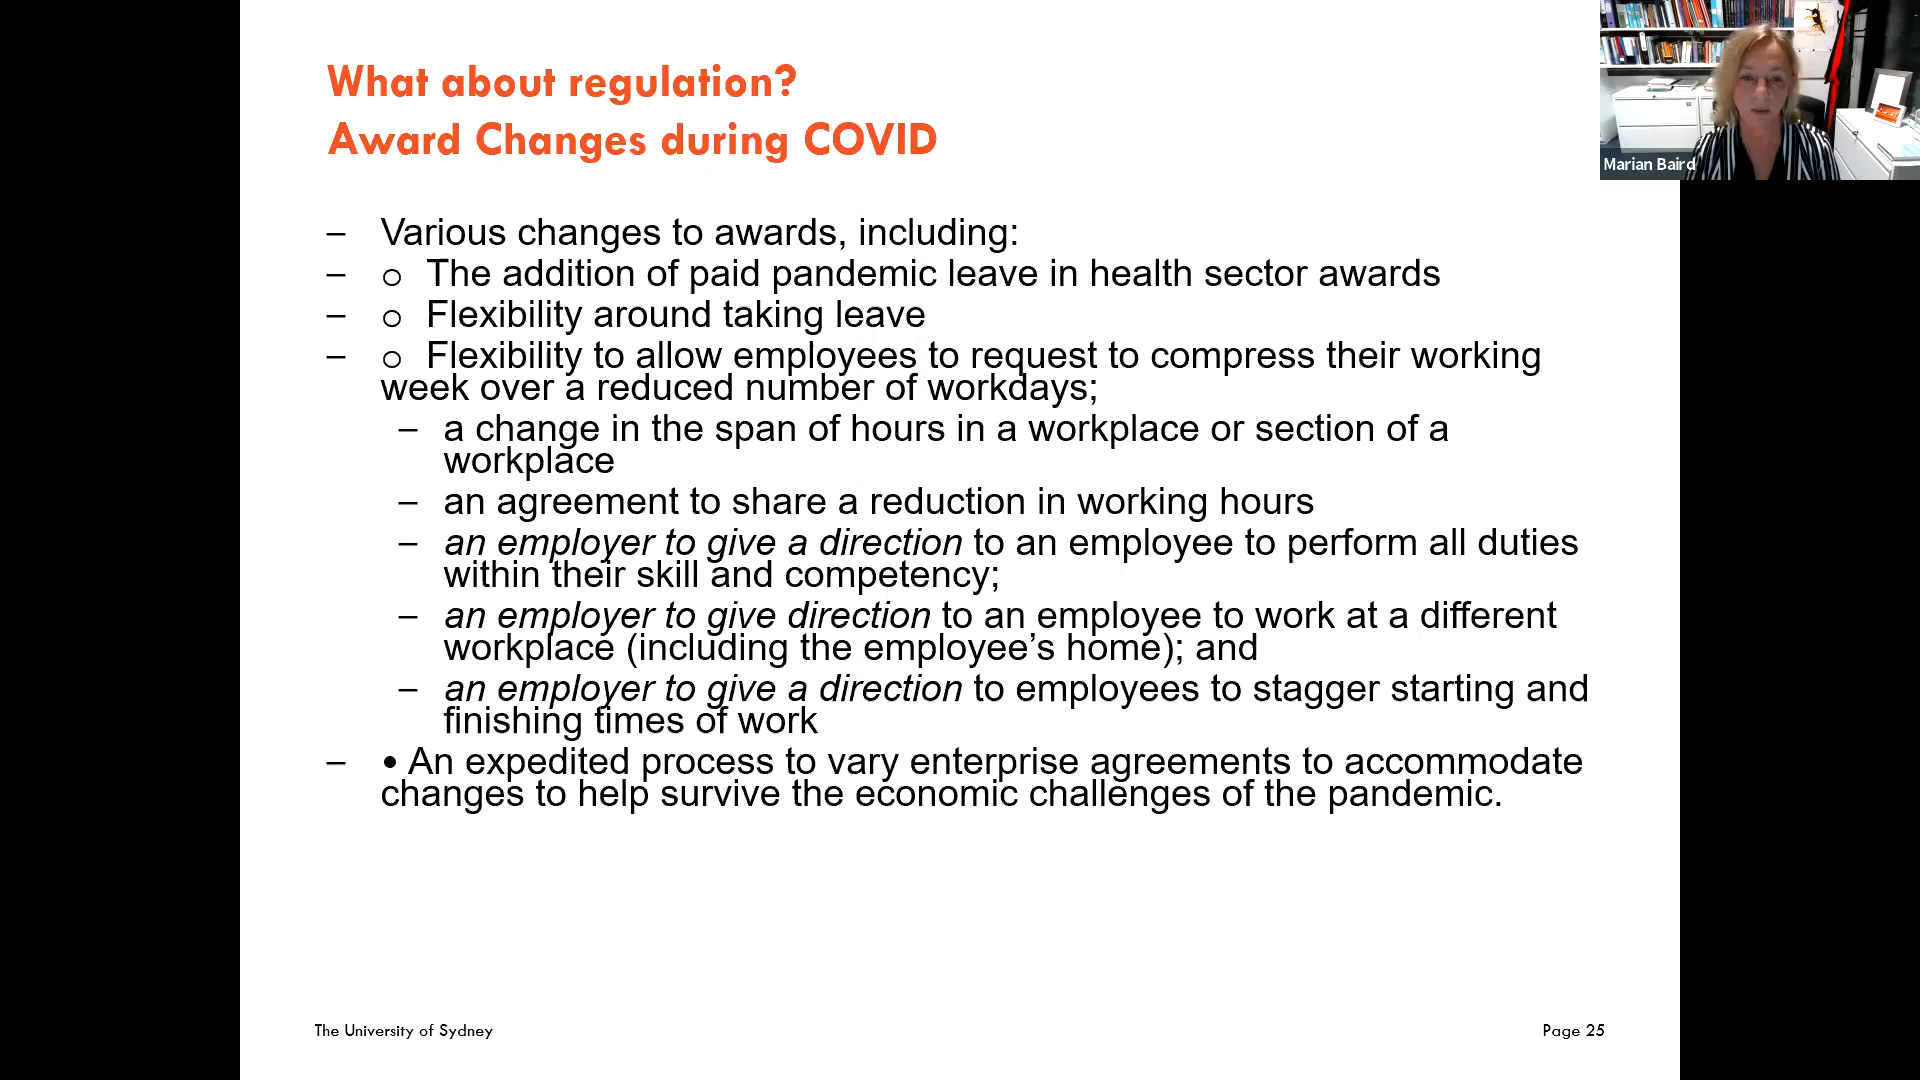 What about regulation?
Award Changes during COVID
Marian Baird
– Various changes to awards, including:
– o The addition of paid pandemic leave in health sector awards
– o Flexibility around taking leave
– o Flexibility to allow employees to request to compress their working
week over a reduced number of workdays;
– a change in the span of hours in a workplace or section of a
workplace
– an agreement to share a reduction in working hours
– an employer to give a direction to an employee to perform all duties
within their skill and competency;
– an employer to give direction to an employee to work at a different
workplace (including the employee’s home); and
– an employer to give a direction to employees to stagger starting and
finishing times of work
– • An expedited process to vary enterprise agreements to accommodate
changes to help survive the economic challenges of the pandemic.
The University of Sydney
Page 25